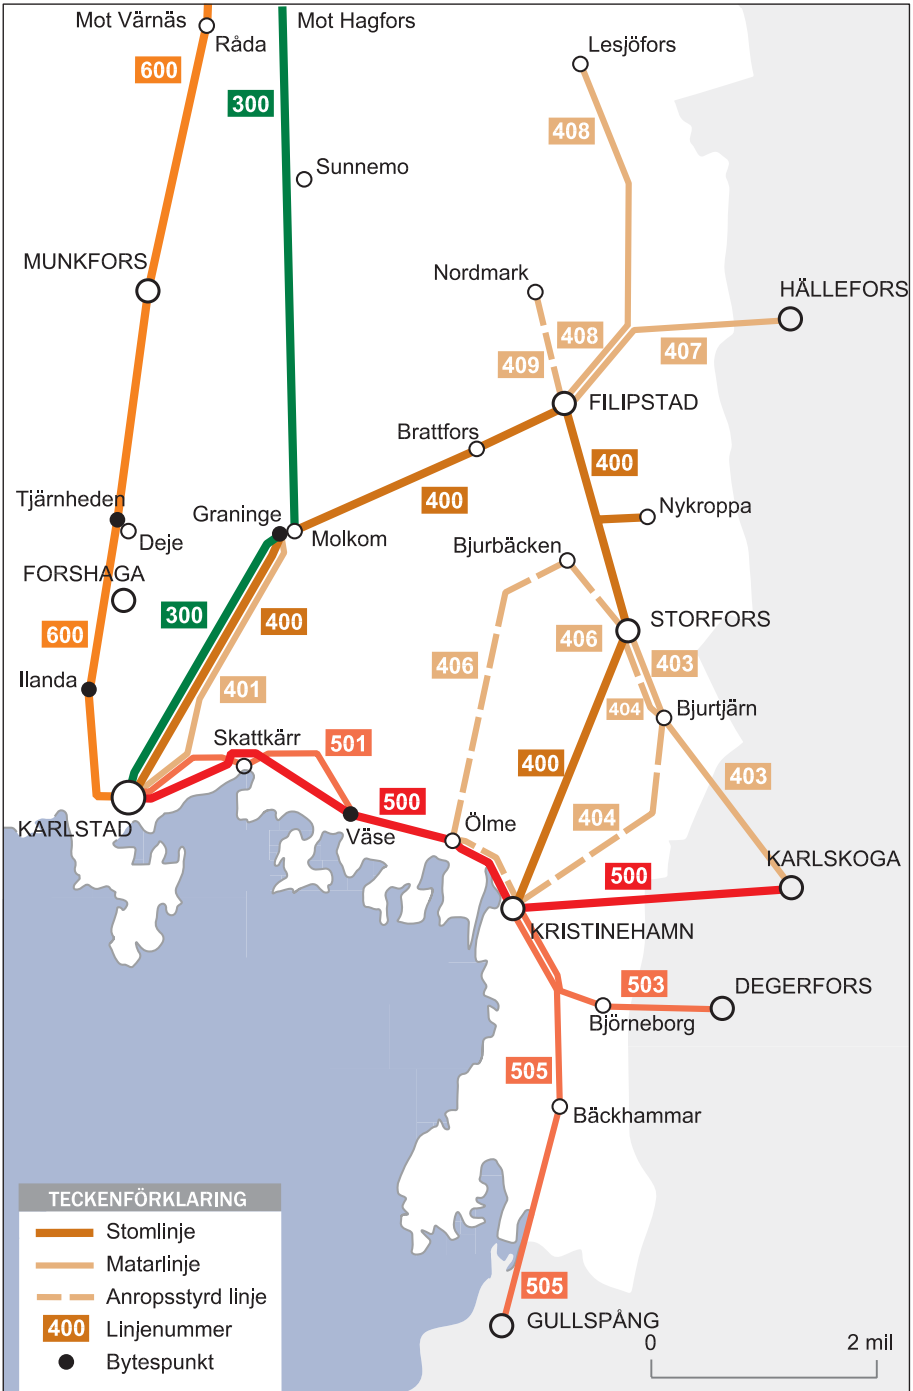 Mot Värnäs
Mot Hagfors
Råda
Lesjöfors
600
300
408
Sunnemo
MUNKFORS
Nordmark
HÄLLEFORS
408
407
409
FILIPSTAD
Brattfors
400
400
Tjärnheden
Graninge
Nykroppa
Deje
Molkom
Bjurbäcken
FORSHAGA
300
400
STORFORS
600
406
406
403
Ilanda
401
404
Bjurtjärn
Skattkärr
501
400
403
500
KARLSTAD
Väse
Ölme
404
KARLSKOGA
500
KRISTINEHAMN
503
DEGERFORS
Björneborg
505
Bäckhammar
TECKENFÖRKLARING
Stomlinje
Matarlinje
Anropsstyrd linje
400 Linjenummer
Bytespunkt
505
GULLSPÅNG
0 2 mil